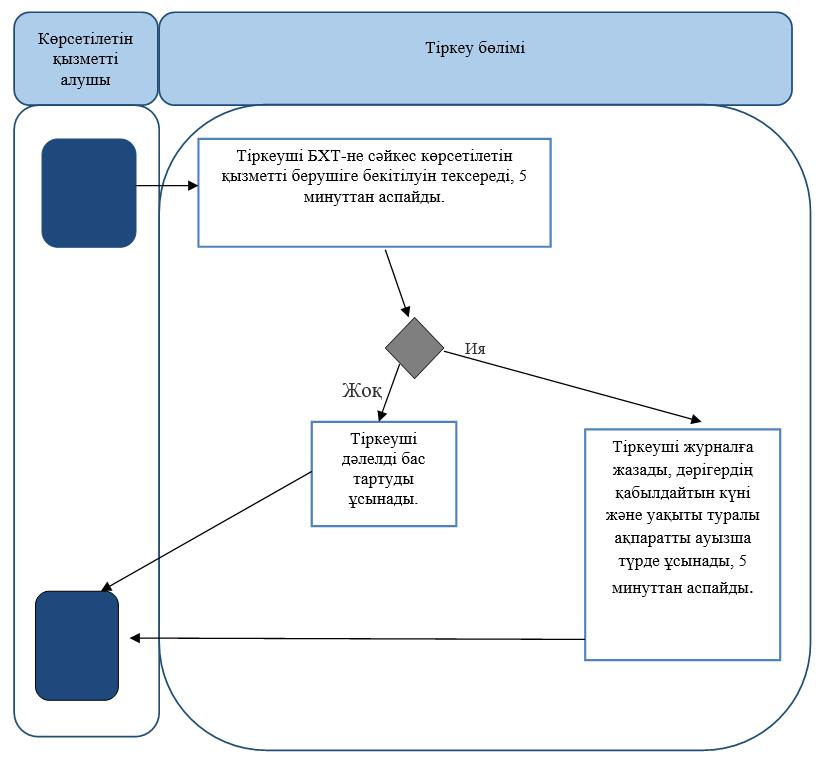 Көрсетілетін
қызметті
алушы
Тіркеу бөлімі
Тіркеуші БХТ-не сәйкес көрсетілетін
қызметті берушіге бекітілуін тексереді, 5
минуттан аспайды.
Ия
Жоқ
Тіркеуші
дәлелді бас
тартуды
ұсынады.
Тіркеуші журналға
жазады, дәрігердің
қабылдайтын күні
және уақыты туралы
ақпаратты ауызша
түрде ұсынады, 5
минуттан аспайды.